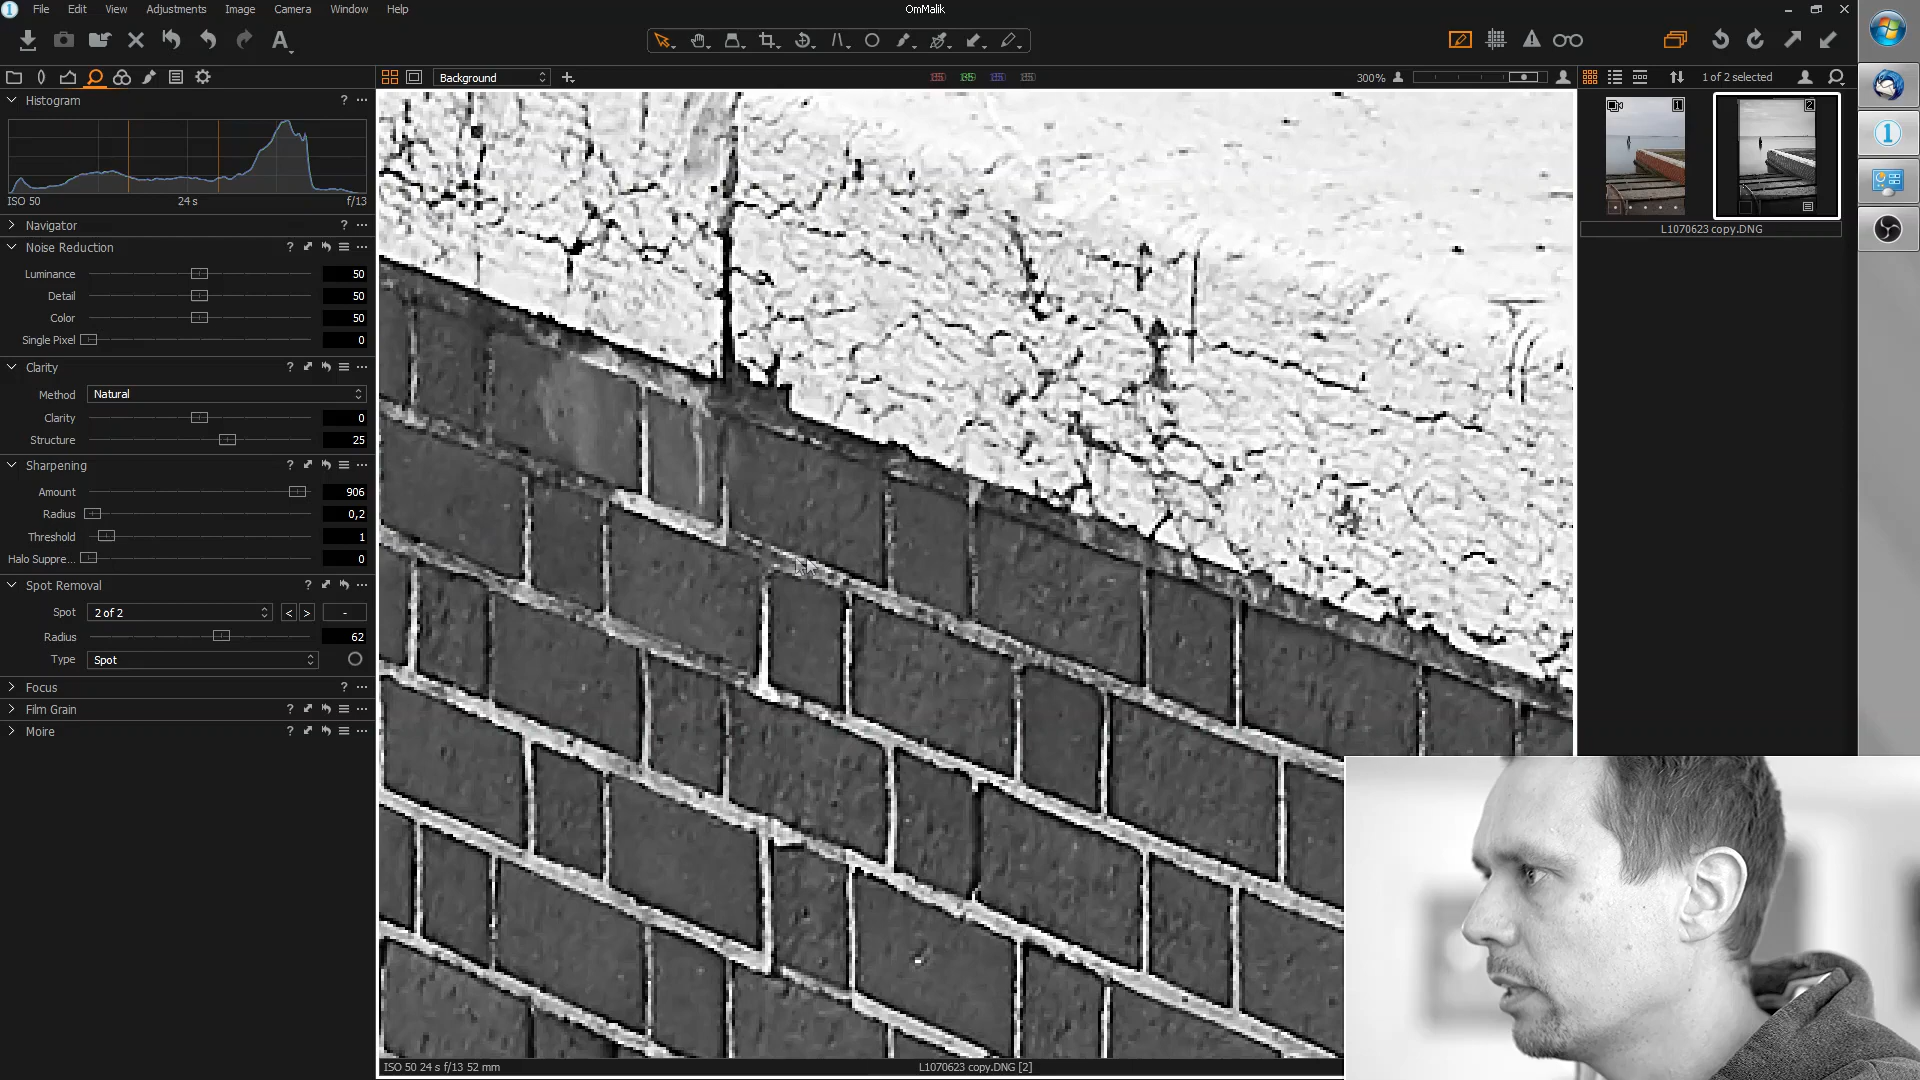 1 File Edit View Adjustments Image Camera Window Help
OmMalik
A
Background
300%
1 of 2 selected
Histogram ?
ISO 50 24 s f/13
Navigator ?
Noise Reduction ?
Luminance 50
Detail 50
Color 50
Single Pixel 0
Clarity ?
Method Natural
Clarity 0
Structure 25
Sharpening ?
Amount 906
Radius 0,2
Threshold 1
Halo Suppre... 0
Spot Removal ?
Spot 2 of 2 < > -
Radius 62
Type Spot
Focus ?
Film Grain ?
Moire ?
1
2
L1070623 copy.DNG
1
ISO 50 24 s f/13 52 mm
L1070623 copy.DNG [2]